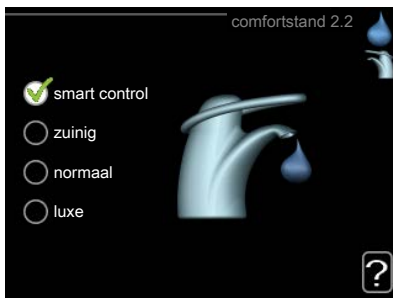 comfortstand 2.2
smart control
zuinig
normaal
luxe
?